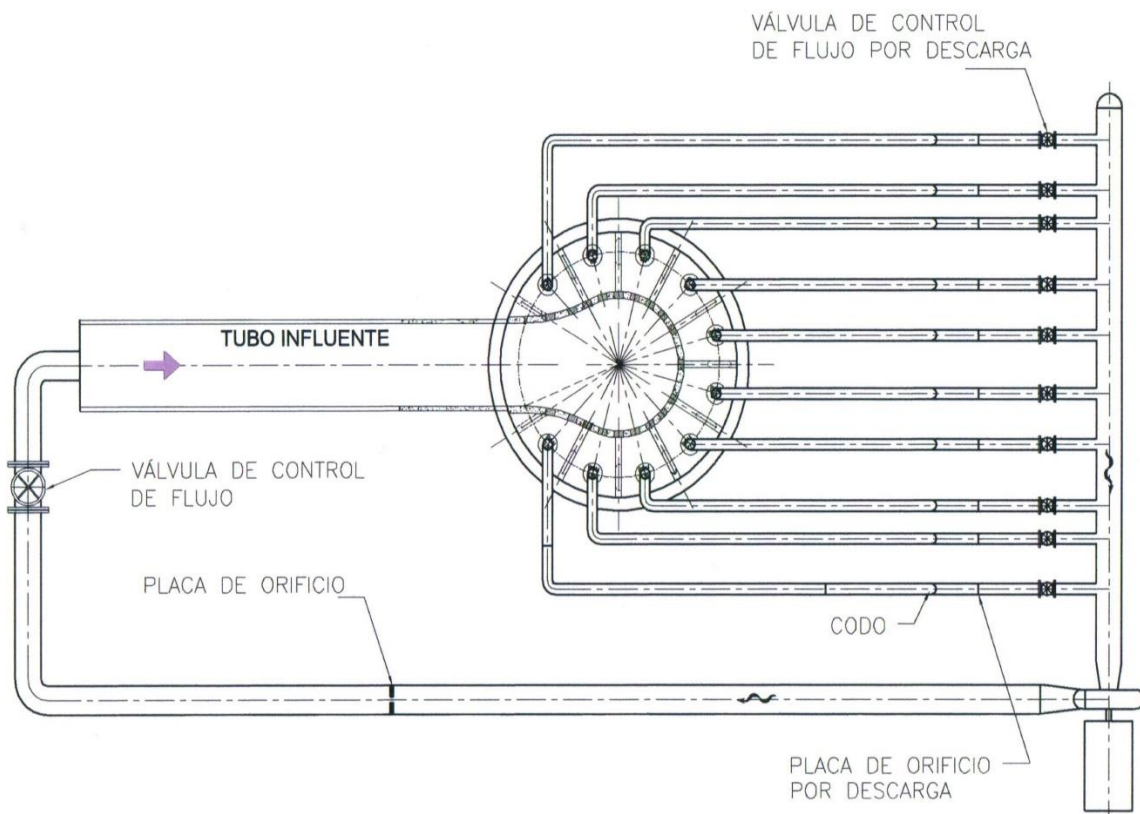 VÁLVULA DE CONTROL
DE FLUJO POR DESCARGA
TUBO INFLUENTE
VÁLVULA DE CONTROL
DE FLUJO
PLACA DE ORIFICIO
CODO
PLACA DE ORIFICIO
POR DESCARGA